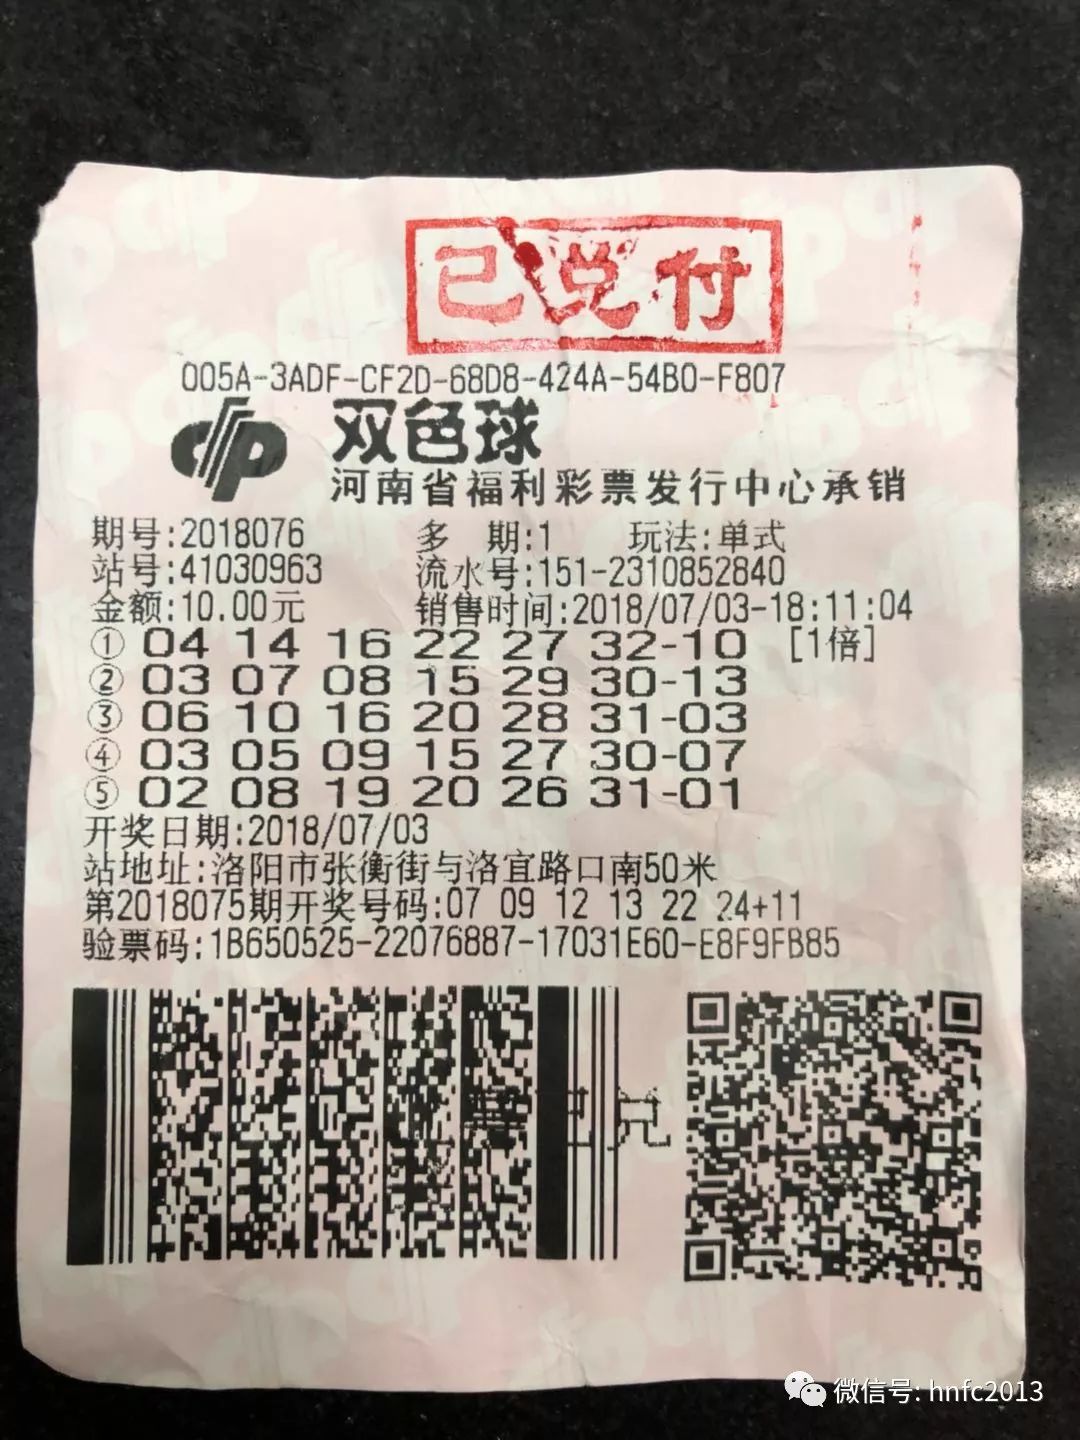 已兑付
005A-3ADF-CF2D-68D8-424A-54B0-F807
双色球
河南省福利彩票发行中心承销
期号:2018076 多 期:1 玩法:单式
站号:41030963 流水号:151-2310852840
金额:10.00元 销售时间:2018/07/03-18:11:04
① 04 14 16 22 27 32-10 [1倍]
② 03 07 08 15 29 30-13
③ 06 10 16 20 28 31-03
④ 03 05 09 15 27 30-07
⑤ 02 08 19 20 26 31-01
开奖日期:2018/07/03
站地址:洛阳市张衡街与洛宜路口南50米
第2018075期开奖号码:07 09 12 13 22 24+11
验票码:1B650525-22076887-17031E60-E8F9FB85
票已兑
微信号: hnfc2013